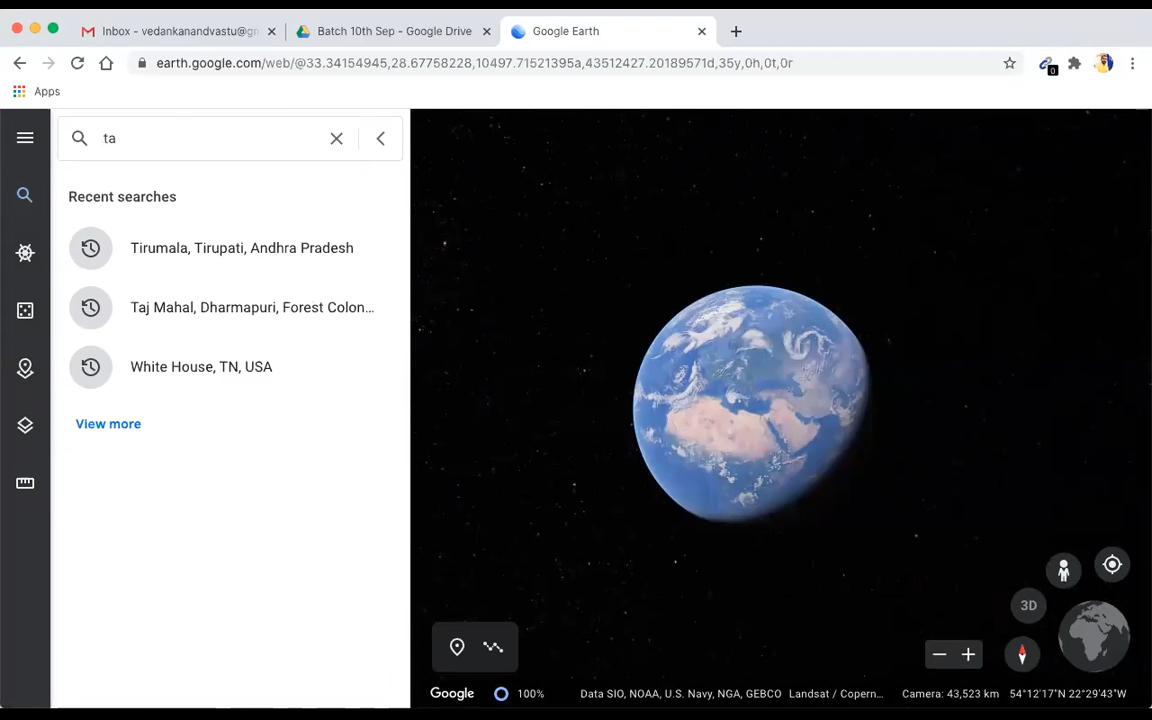 Inbox - vedankanandvastu@gr
Batch 10th Sep - Google Drive
Google Earth
earth.google.com/web/@33.34154945,28.67758228,10497.71521395a,43512427.20189571d,35y,0h,0t,0r
0
Apps
ta
Recent searches
Tirumala, Tirupati, Andhra Pradesh
Taj Mahal, Dharmapuri, Forest Colon...
White House, TN, USA
View more
3D
Google
100%
Data SIO, NOAA, U.S. Navy, NGA, GEBCO
Landsat / Copern...
Camera: 43,523 km
54°12'17"N 22°29'43"W